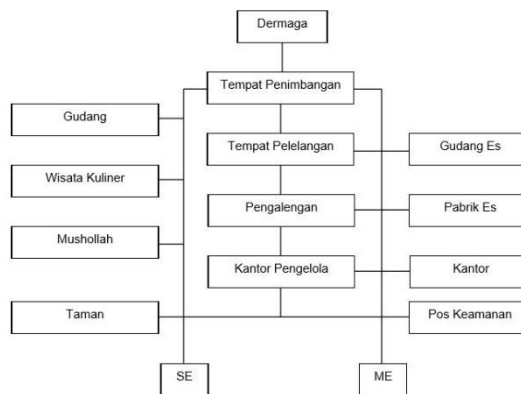 Dermaga
Tempat Penimbangan
Gudang
Tempat Pelelangan
Gudang Es
Wisata Kuliner
Pengalengan
Pabrik Es
Mushollah
Kantor Pengelola
Kantor
Taman
Pos Keamanan
SE
ME